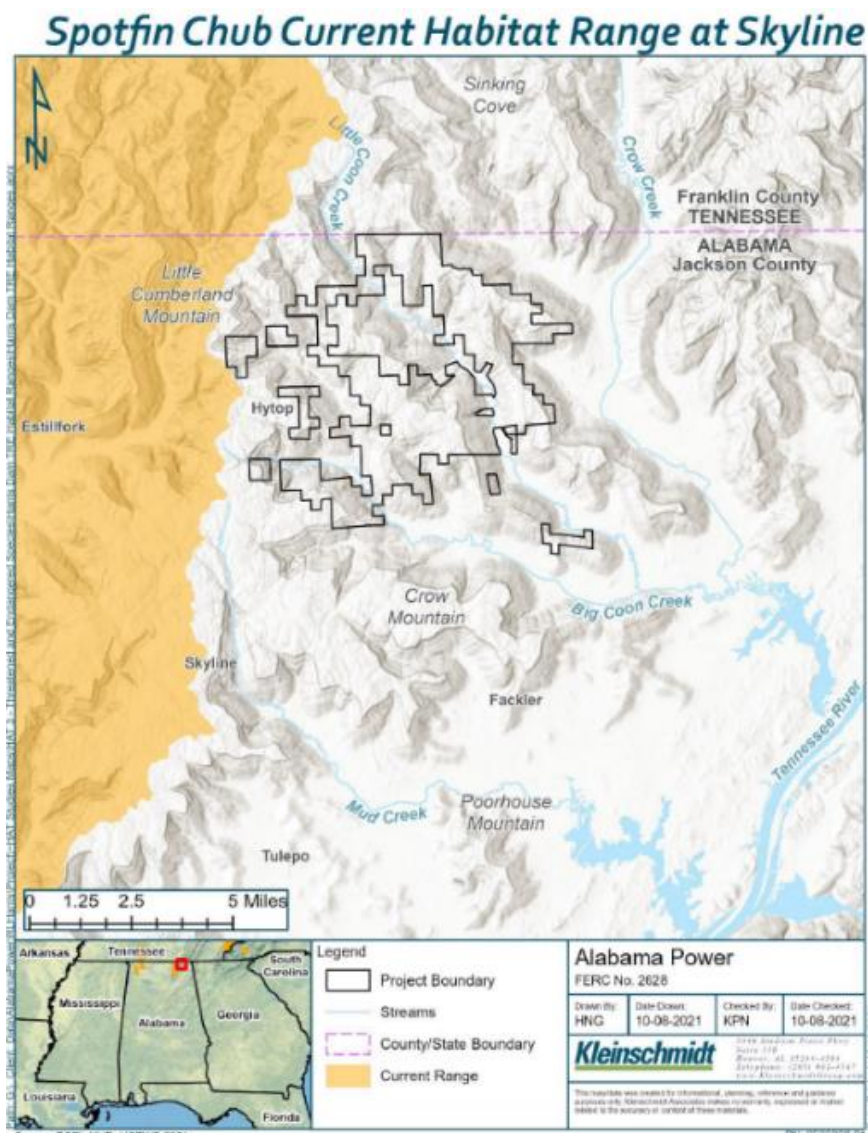 Spotfin Chub Current Habitat Range at Skyline
Sinking
Cove
Little Coon Creek
Crow Creek
N
Franklin County
TENNESSEE
ALABAMA
Jackson County
Little
Cumberland
Mountain
Hytop
Estillfork
Crow
Mountain
Big Coon Creek
Skyline
Fackler
Tennessee River
Mud Creek
Poorhouse
Mountain
Tulepo
0 1.25 2.5 5 Miles
Arkansas
Tennessee
South
Carolina
Mississippi
Alabama
Georgia
Louisiana
Florida
Legend
Project Boundary
Streams
County/State Boundary
Current Range
Alabama Power
FERC No. 2628
Drawn By: Date Drawn: Checked By: Date Checked:
HNG 10-08-2021 KPN 10-08-2021
Kleinschmidt